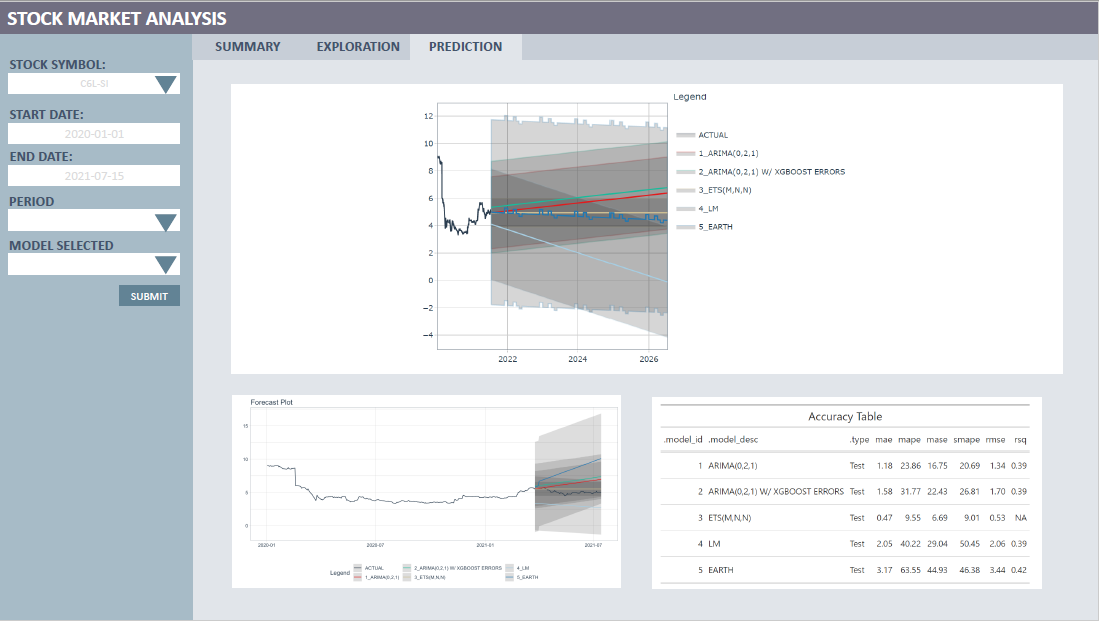 STOCK MARKET ANALYSIS
SUMMARY EXPLORATION PREDICTION
STOCK SYMBOL:
C6L-SI
START DATE:
2020-01-01
END DATE:
2021-07-15
PERIOD
MODEL SELECTED
SUBMIT
Legend
ACTUAL
1_ARIMA(0,2,1)
2_ARIMA(0,2,1) W/ XGBOOST ERRORS
3_ETS(M,N,N)
4_LM
5_EARTH
12
10
8
6
4
2
0
−2
−4
2022 2024 2026
Forecast Plot
15
10
5
0
2020-01 2020-07 2021-01 2021-07
Legend
ACTUAL 2_ARIMA(0,2,1) W/ XGBOOST ERRORS 4_LM
1_ARIMA(0,2,1) 3_ETS(M,N,N) 5_EARTH
Accuracy Table
.model_id .model_desc .type mae mape mase smape rmse rsq
1 ARIMA(0,2,1) Test 1.18 23.86 16.75 20.69 1.34 0.39
2 ARIMA(0,2,1) W/ XGBOOST ERRORS Test 1.58 31.77 22.43 26.81 1.70 0.39
3 ETS(M,N,N) Test 0.47 9.55 6.69 9.01 0.53 NA
4 LM Test 2.05 40.22 29.04 50.45 2.06 0.39
5 EARTH Test 3.17 63.55 44.93 46.38 3.44 0.42